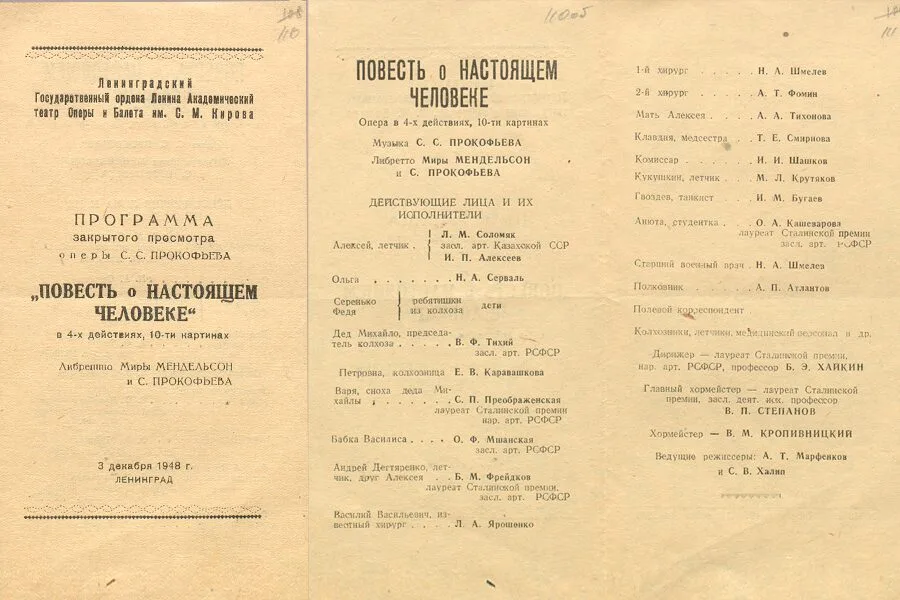 110
Ленинградский
Государственный ордена Ленина Академический
театр Оперы и Балета им. С. М. Кирова
ПРОГРАММА
закрытого просмотра
оперы С. С. ПРОКОФЬЕВА
„ПОВЕСТЬ о НАСТОЯЩЕМ
ЧЕЛОВЕКЕ“
в 4-х действиях, 10-ти картинах
Либретто Миры МЕНДЕЛЬСОН
и С. ПРОКОФЬЕВА
3 декабря 1948 г.
ЛЕНИНГРАД
ПОВЕСТЬ о НАСТОЯЩЕМ
ЧЕЛОВЕКЕ
Опера в 4-х действиях, 10-ти картинах
Музыка С. С. ПРОКОФЬЕВА
Либретто Миры МЕНДЕЛЬСОН
и С. ПРОКОФЬЕВА
ДЕЙСТВУЮЩИЕ ЛИЦА И ИХ
ИСПОЛНИТЕЛИ
Л. М. Соломяк
Алексей, летчик . засл. арт. Казахской ССР
И. П. Алексеев
Ольга . . . . . . . . Н. А. Серваль
Серенько ребятишки дети
Федя из колхоза
Дед Михайло, председа-
тель колхоза . . . . . В. Ф. Тихий
засл. арт. РСФСР
Петровна, колхозница Е. В. Каравашкова
Варя, сноха деда Ми-
хайлы . . . . . . . С. П. Преображенская
лауреат Сталинской премии
нар. арт. РСФСР
Бабка Василиса . . . . О. Ф. Мшанская
засл. арт. РСФСР
Андрей Дегтяренко, лет-
чик, друг Алексея . . Б. М. Фрейдков
лауреат Сталинской премии,
засл. арт. РСФСР
Василий Васильевич, из-
вестный хирург . . . . Л. А. Ярошенко
1-й хирург . . . . . Н. А. Шмелев
2-й хирург . . . . . А. Т. Фомин
Мать Алексея . . . . А. А. Тихонова
Клавдия, медсестра . . Т. Е. Смирнова
Комиссар . . . . . . И. И. Шашков
Кукушкин, летчик . . . М. Л. Крутяков
Гвоздев, танкист . . . И. М. Бугаев
Анюта, студентка . . . О. А. Кашеварова
лауреат Сталинской премии
засл. арт. РСФСР
Старший военный врач . Н. А. Шмелев
Полковник . . . . . А. П. Атлантов
Полевой корреспондент
Колхозники, летчики, медицинский персонал и др.
Дирижер — лауреат Сталинской премии,
нар. арт. РСФСР, профессор Б. Э. ХАЙКИН
Главный хормейстер — лауреат Сталинской
премии, засл. деят. иск. профессор
В. П. СТЕПАНОВ
Хормейстер — В. М. КРОПИВНИЦКИЙ
Ведущие режиссеры: А. Т. Марфенков
и С. В. Халип